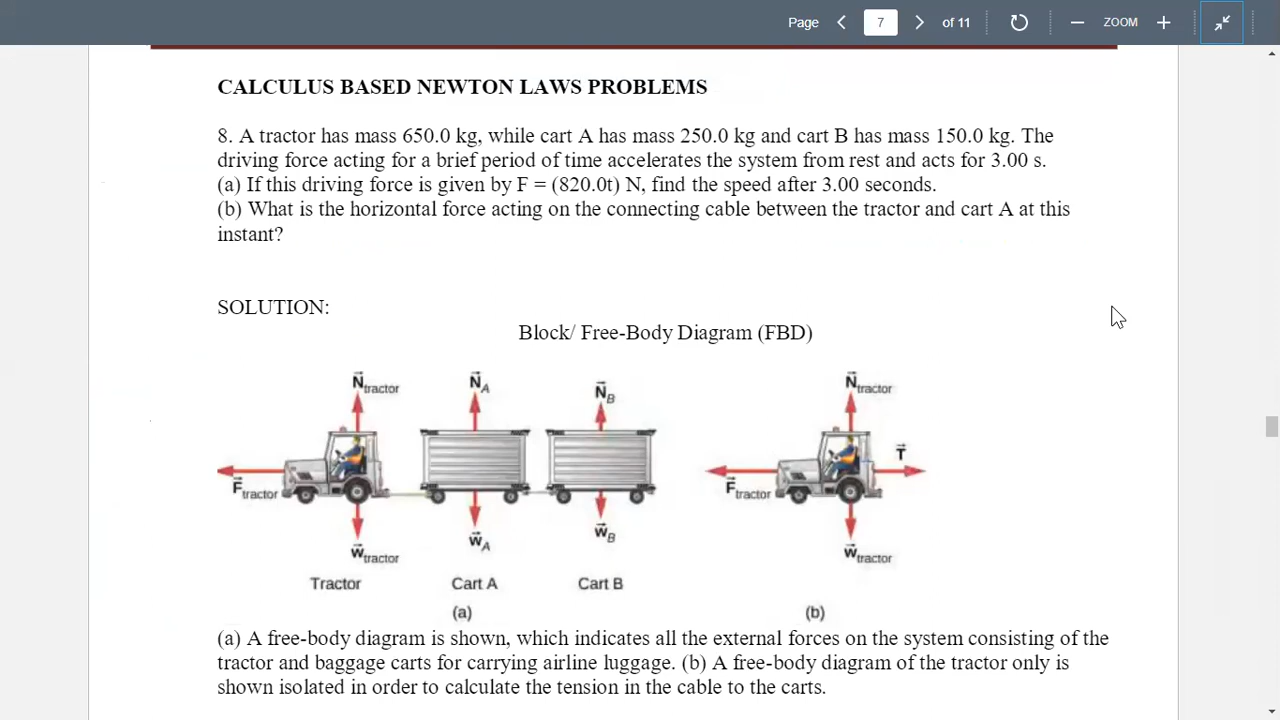 Page 7 of 11 ZOOM
CALCULUS BASED NEWTON LAWS PROBLEMS
8. A tractor has mass 650.0 kg, while cart A has mass 250.0 kg and cart B has mass 150.0 kg. The
driving force acting for a brief period of time accelerates the system from rest and acts for 3.00 s.
(a) If this driving force is given by F = (820.0t) N, find the speed after 3.00 seconds.
(b) What is the horizontal force acting on the connecting cable between the tractor and cart A at this
instant?
SOLUTION:
Block/ Free-Body Diagram (FBD)
N⃗tractor N⃗A N⃗B N⃗tractor
T⃗
F⃗tractor F⃗tractor
w⃗tractor w⃗A w⃗B w⃗tractor
Tractor Cart A Cart B
(a) (b)
(a) A free-body diagram is shown, which indicates all the external forces on the system consisting of the
tractor and baggage carts for carrying airline luggage. (b) A free-body diagram of the tractor only is
shown isolated in order to calculate the tension in the cable to the carts.